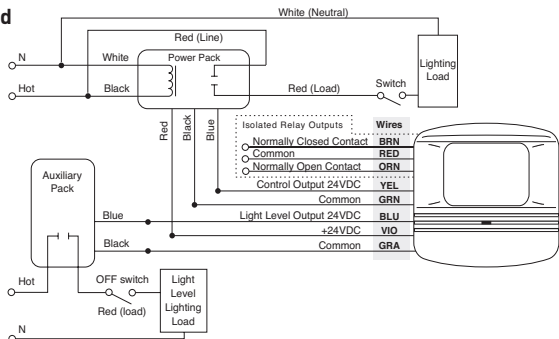 d
White (Neutral)
Red (Line)
N
White
Power Pack
Lighting
Load
Hot
Black
Red (Load)
Switch
Red
Black
Blue
Isolated Relay Outputs
Wires
Normally Closed Contact
BRN
Common
RED
Normally Open Contact
ORN
Auxiliary
Pack
Control Output 24VDC
YEL
Common
GRN
Blue
Light Level Output 24VDC
BLU
+24VDC
VIO
Black
Common
GRA
Hot
OFF switch
Light
Level
Lighting
Load
Red (load)
N